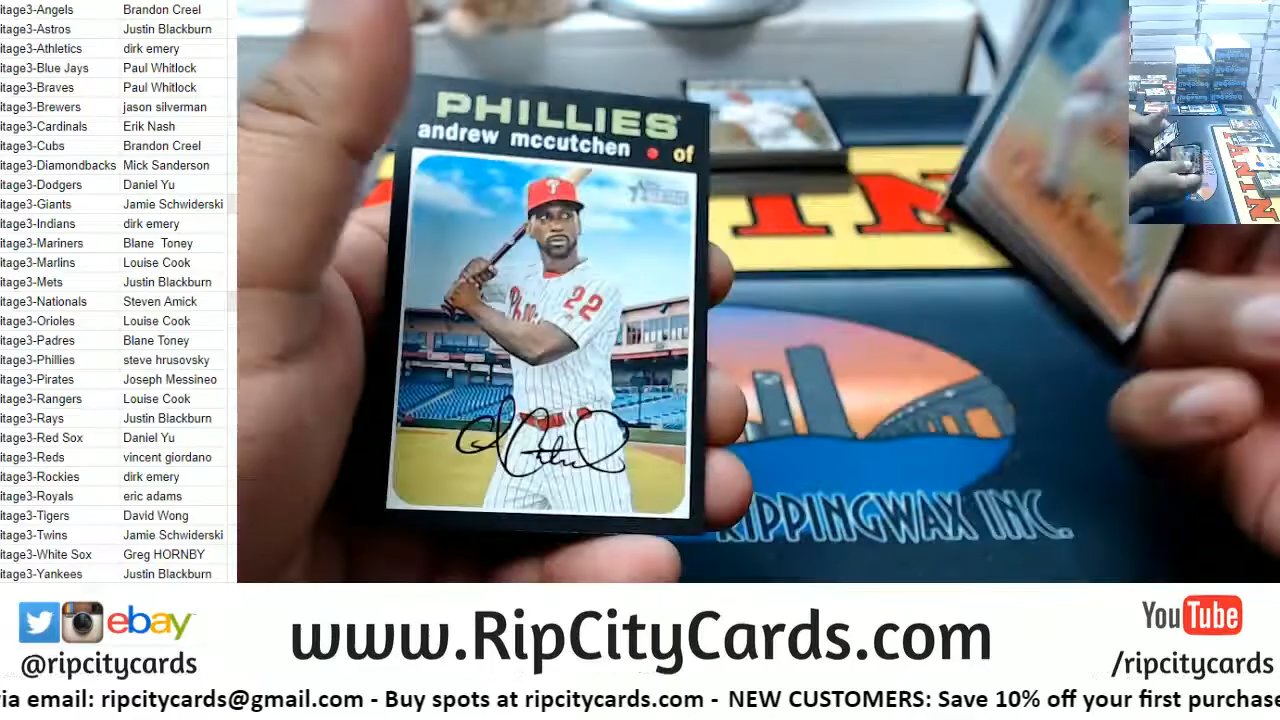 itage3-Angels Brandon Creel
itage3-Astros Justin Blackburn
itage3-Athletics dirk emery
itage3-Blue Jays Paul Whitlock
itage3-Braves Paul Whitlock
itage3-Brewers jason silverman
itage3-Cardinals Erik Nash
itage3-Cubs Brandon Creel
itage3-Diamondbacks Mick Sanderson
itage3-Dodgers Daniel Yu
itage3-Giants Jamie Schwiderski
itage3-Indians dirk emery
itage3-Mariners Blane Toney
itage3-Marlins Louise Cook
itage3-Mets Justin Blackburn
itage3-Nationals Steven Amick
itage3-Orioles Louise Cook
itage3-Padres Blane Toney
itage3-Phillies steve hrusovsky
itage3-Pirates Joseph Messineo
itage3-Rangers Louise Cook
itage3-Rays Justin Blackburn
itage3-Red Sox Daniel Yu
itage3-Reds vincent giordano
itage3-Rockies dirk emery
itage3-Royals eric adams
itage3-Tigers David Wong
itage3-Twins Jamie Schwiderski
itage3-White Sox Greg HORNBY
itage3-Yankees Justin Blackburn
PHILLIES
andrew mccutchen • of
Phillies 22
RIPPINGWAX INC.
PANINI
ebay
@ripcitycards
www.RipCityCards.com
YouTube
/ripcitycards
via email: ripcitycards@gmail.com - Buy spots at ripcitycards.com - NEW CUSTOMERS: Save 10% off your first purchase